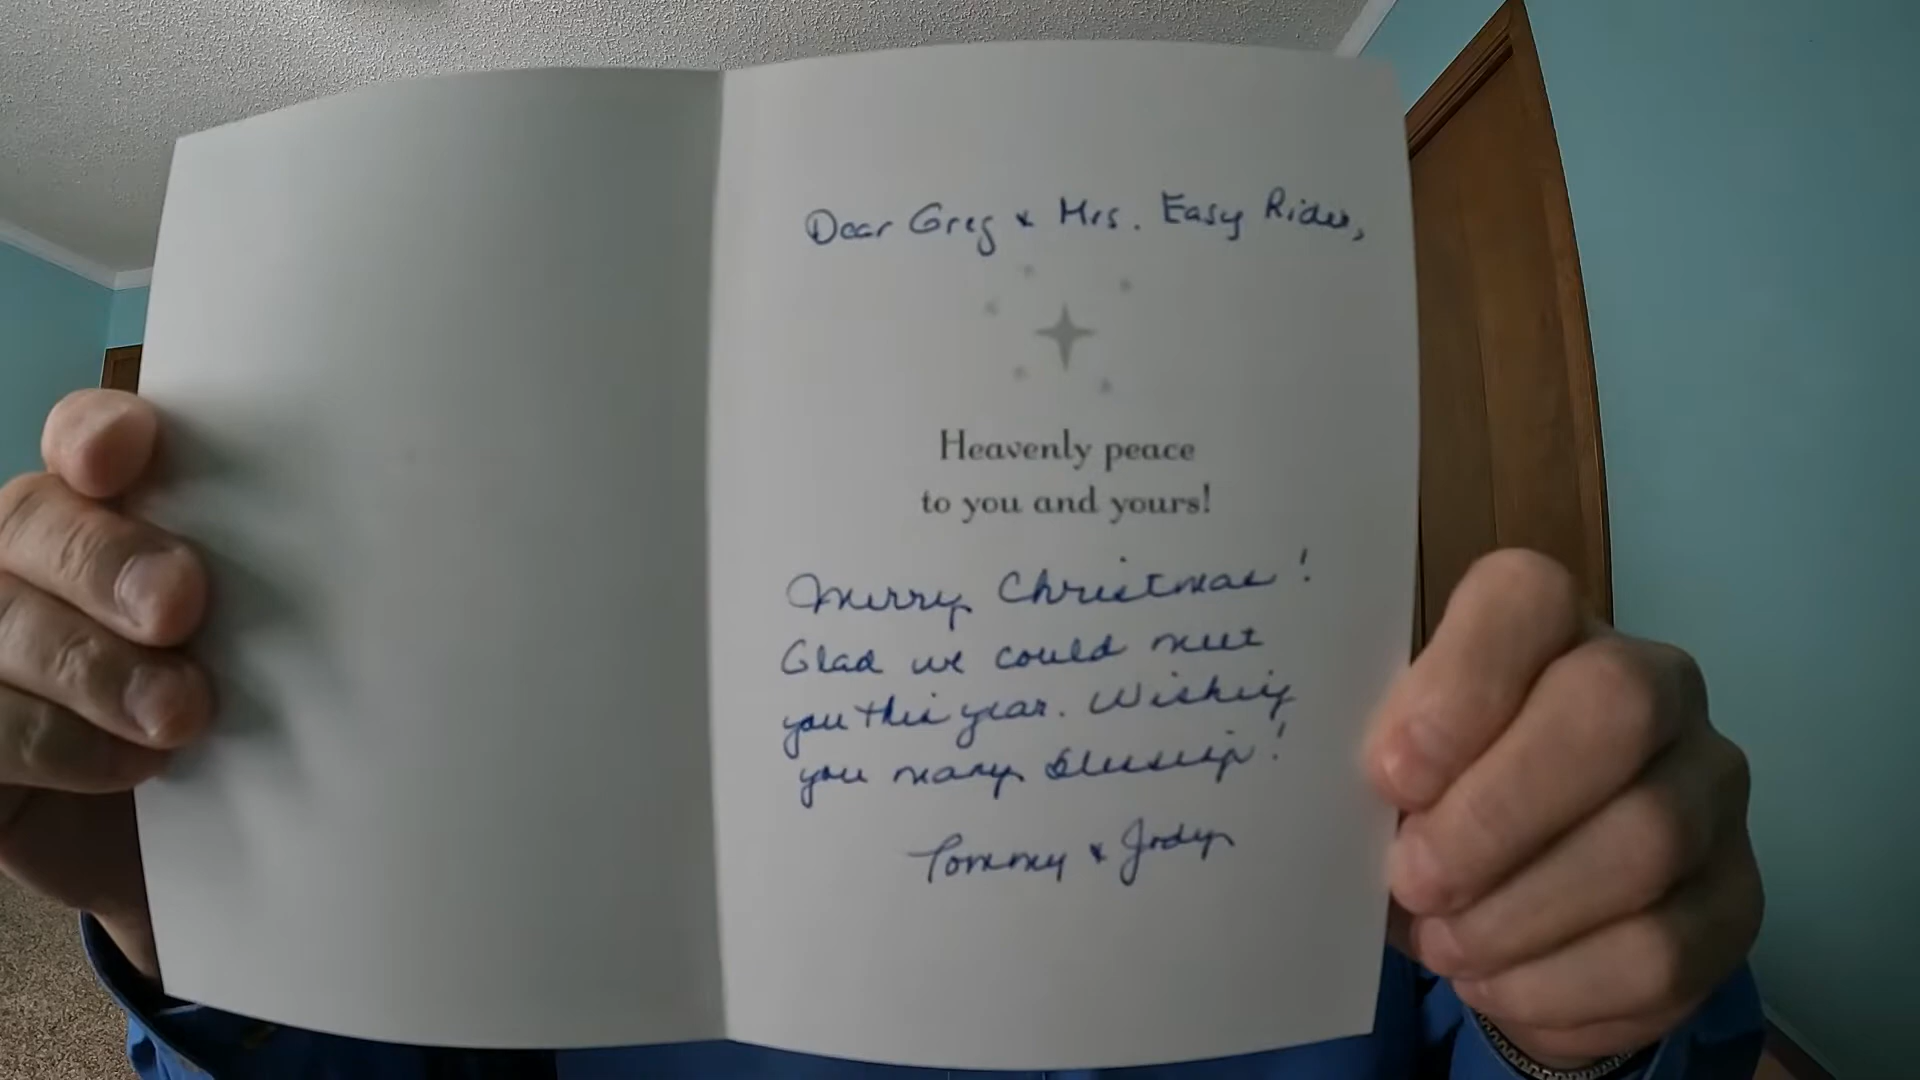 Dear Greg & Mrs. Easy Rider,
Heavenly peace
to you and yours!
Merry Christmas!
Glad we could meet
you this year. Wishing
you many blessings!
Tommy & Jody